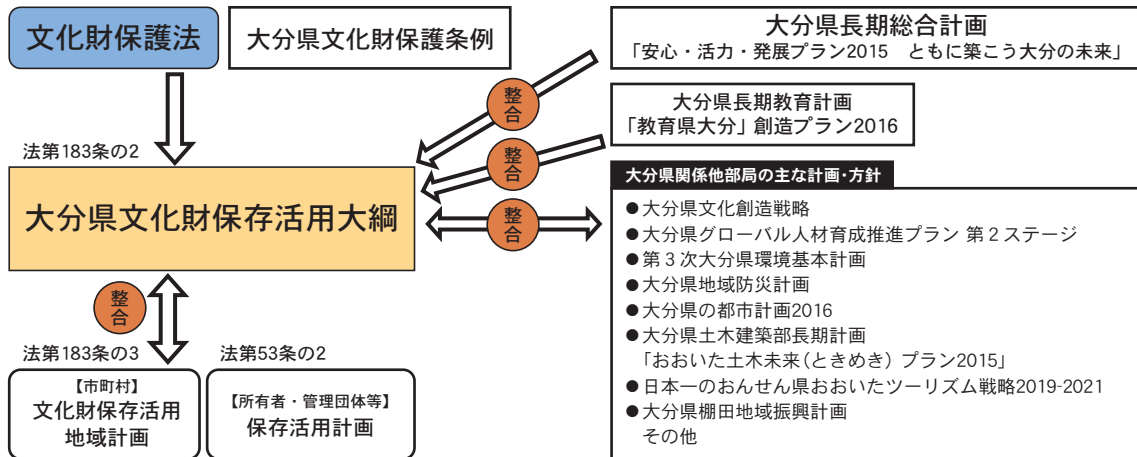 文化財保護法
大分県文化財保護条例
大分県長期総合計画
「安心・活力・発展プラン2015　ともに築こう大分の未来」
整合
大分県長期教育計画
「教育県大分」創造プラン2016
整合
法第183条の2
大分県文化財保存活用大綱
整合
大分県関係他部局の主な計画・方針
●大分県文化創造戦略
●大分県グローバル人材育成推進プラン 第２ステージ
●第３次大分県環境基本計画
●大分県地域防災計画
●大分県の都市計画2016
●大分県土木建築部長期計画
「おおいた土木未来(ときめき) プラン2015」
●日本一のおんせん県おおいたツーリズム戦略2019-2021
●大分県棚田地域振興計画
その他
整合
法第183条の3
【市町村】
文化財保存活用
地域計画
法第53条の2
【所有者・管理団体等】
保存活用計画